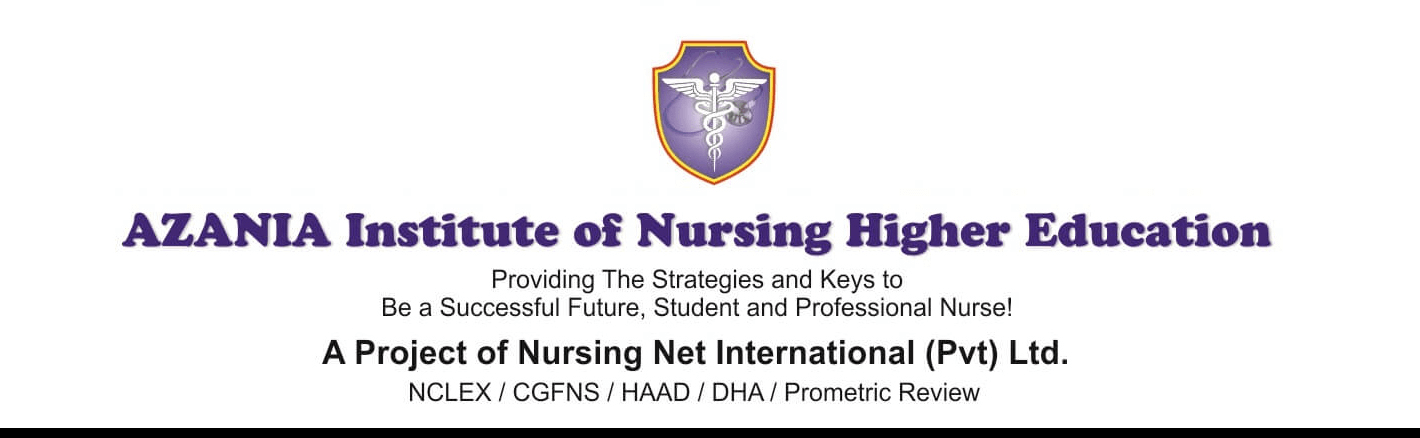 AZANIA Institute of Nursing Higher Education
Providing The Strategies and Keys to
Be a Successful Future, Student and Professional Nurse!
A Project of Nursing Net International (Pvt) Ltd.
NCLEX / CGFNS / HAAD / DHA / Prometric Review